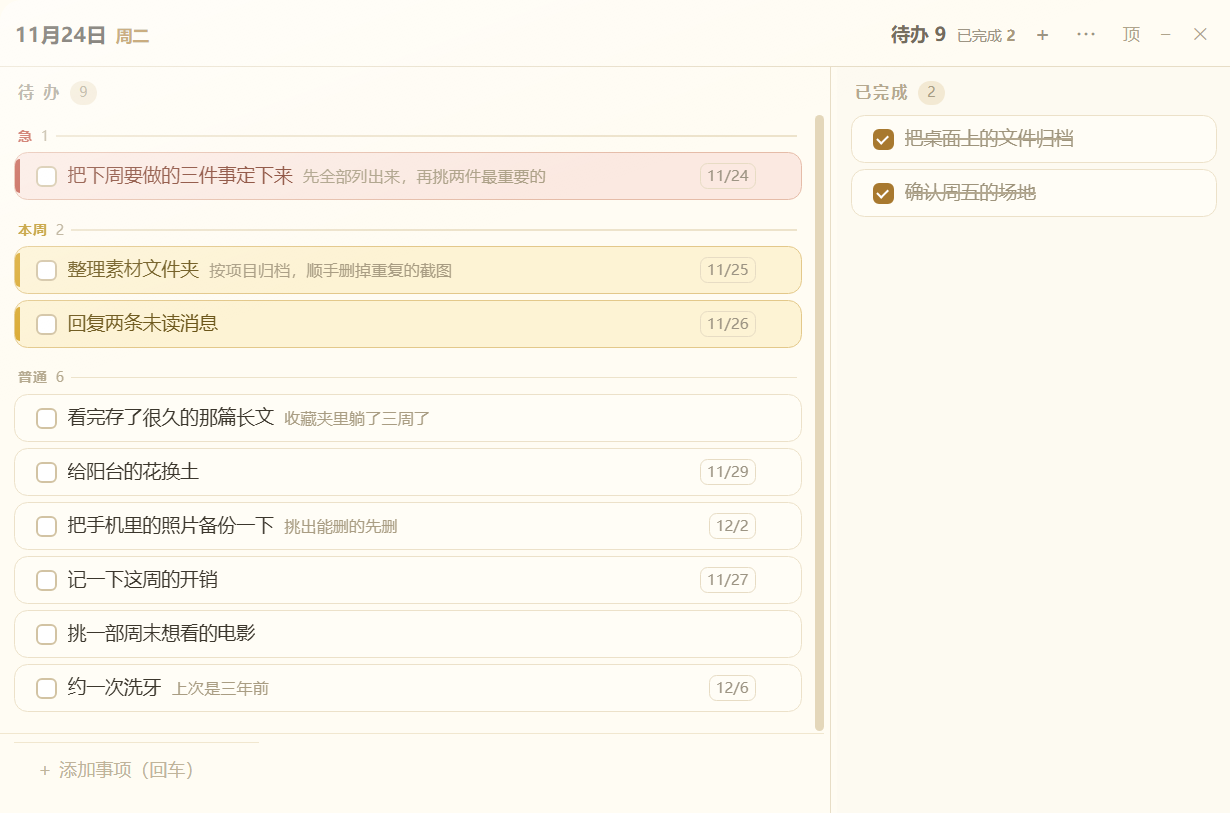 11月24日 周二
待办 9 已完成 2 + ··· 顶 − ×
待办 9
急 1
把下周要做的三件事定下来 先全部列出来，再挑两件最重要的 11/24
本周 2
整理素材文件夹 按项目归档，顺手删掉重复的截图 11/25
回复两条未读消息 11/26
普通 6
看完存了很久的那篇长文 收藏夹里躺了三周了
给阳台的花换土 11/29
把手机里的照片备份一下 挑出能删的先删 12/2
记一下这周的开销 11/27
挑一部周末想看的电影
约一次洗牙 上次是三年前 12/6
+ 添加事项（回车）
已完成 2
把桌面上的文件归档
确认周五的场地